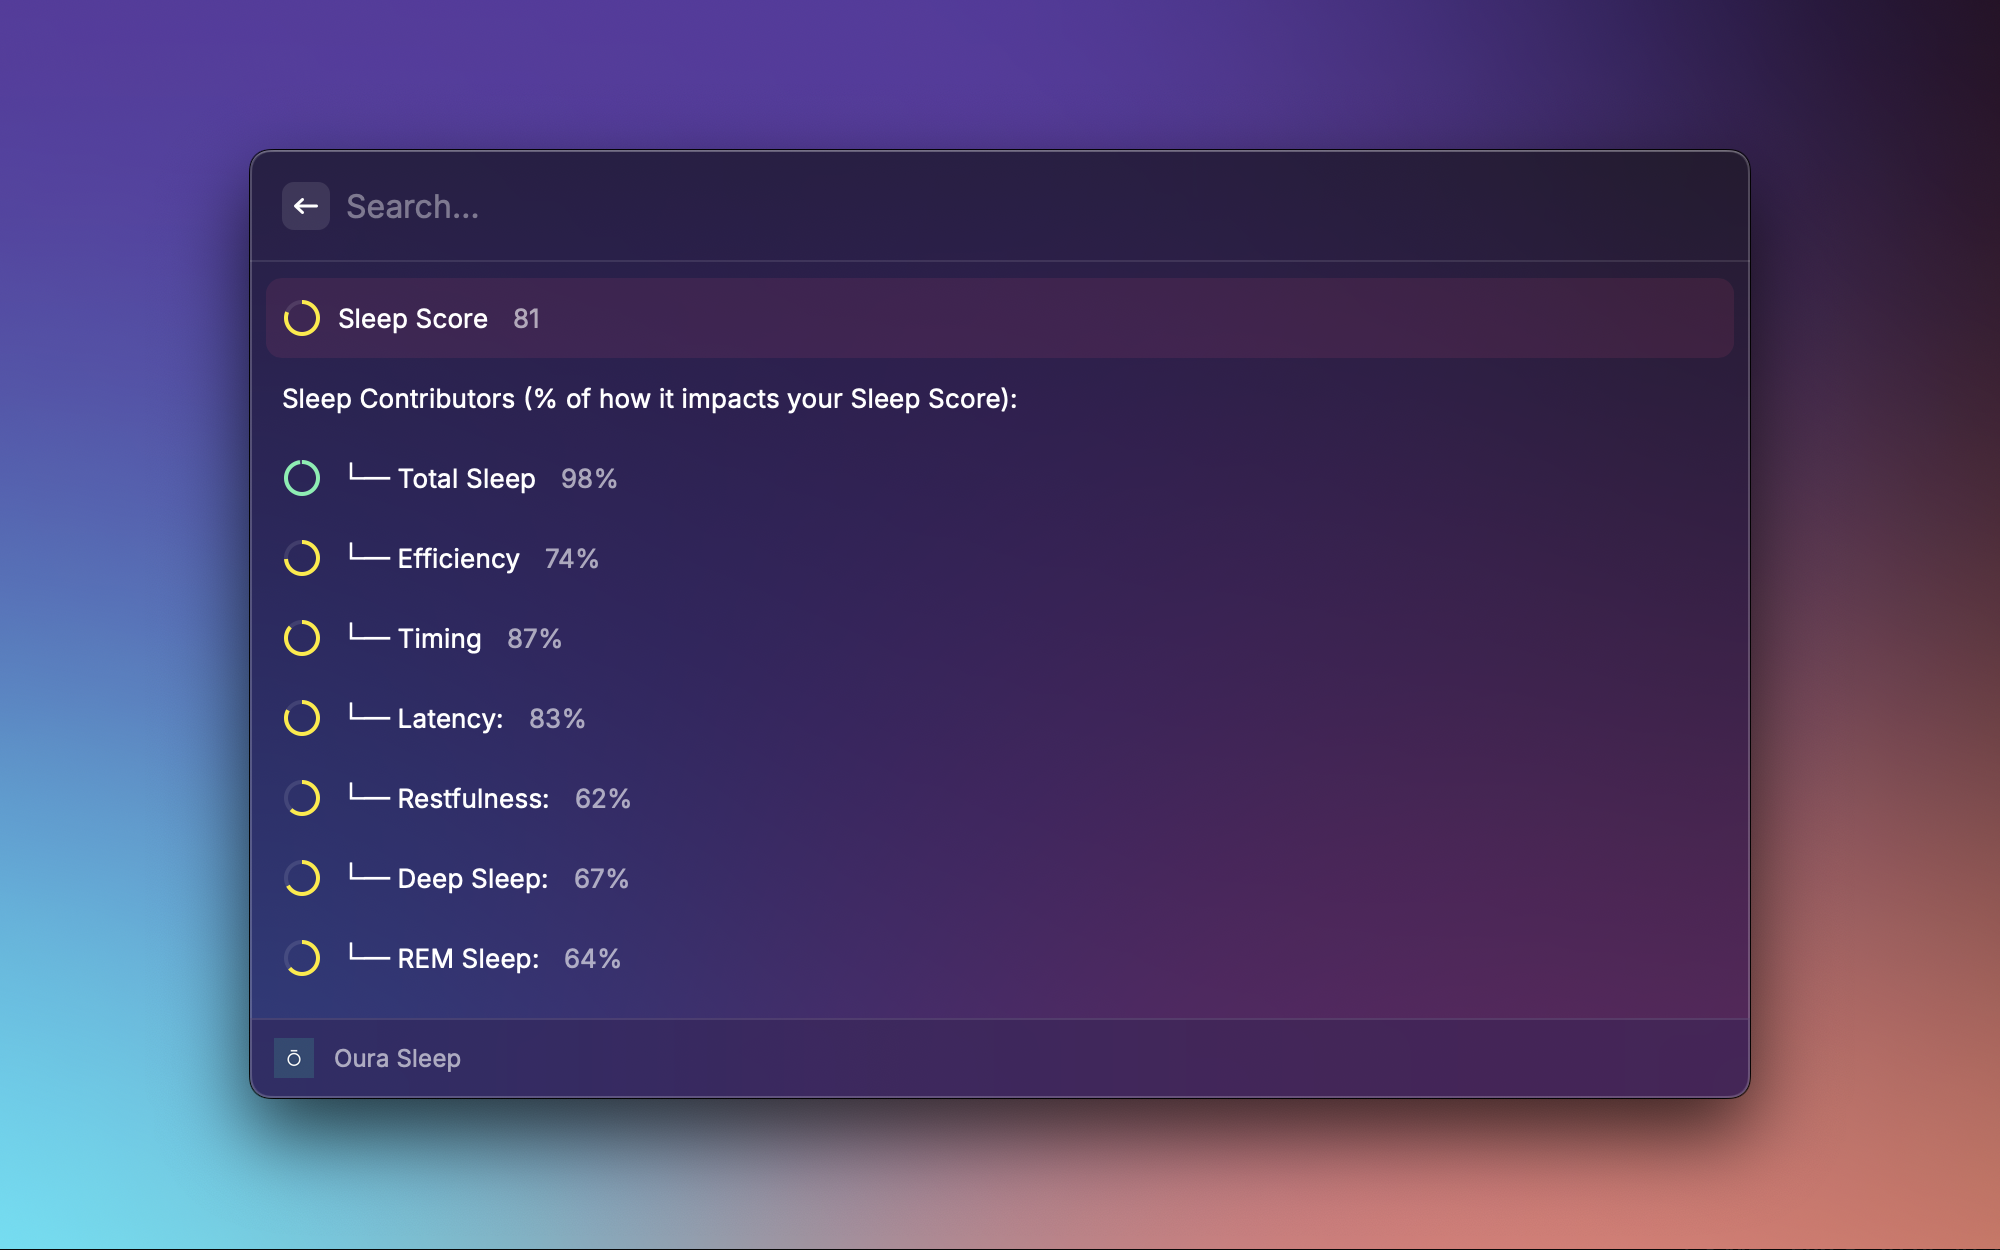 Search...
Sleep Score 81
Sleep Contributors (% of how it impacts your Sleep Score):
└── Total Sleep 98%
└── Efficiency 74%
└── Timing 87%
└── Latency: 83%
└── Restfulness: 62%
└── Deep Sleep: 67%
└── REM Sleep: 64%
Oura Sleep